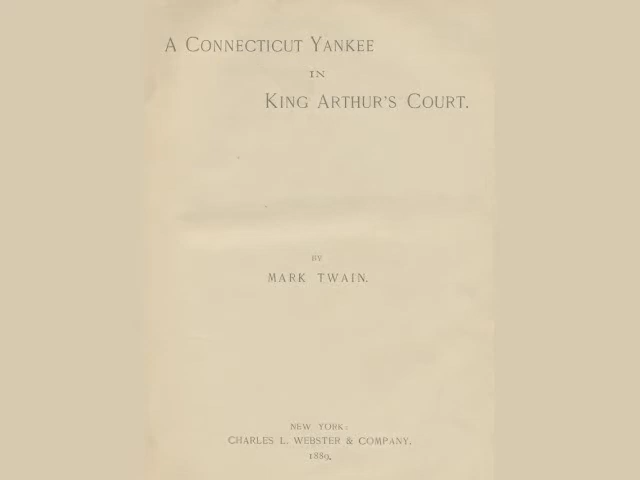 A CONNECTICUT YANKEE
IN
KING ARTHUR'S COURT.
BY
MARK TWAIN.
NEW YORK:
CHARLES L. WEBSTER & COMPANY.
1889.